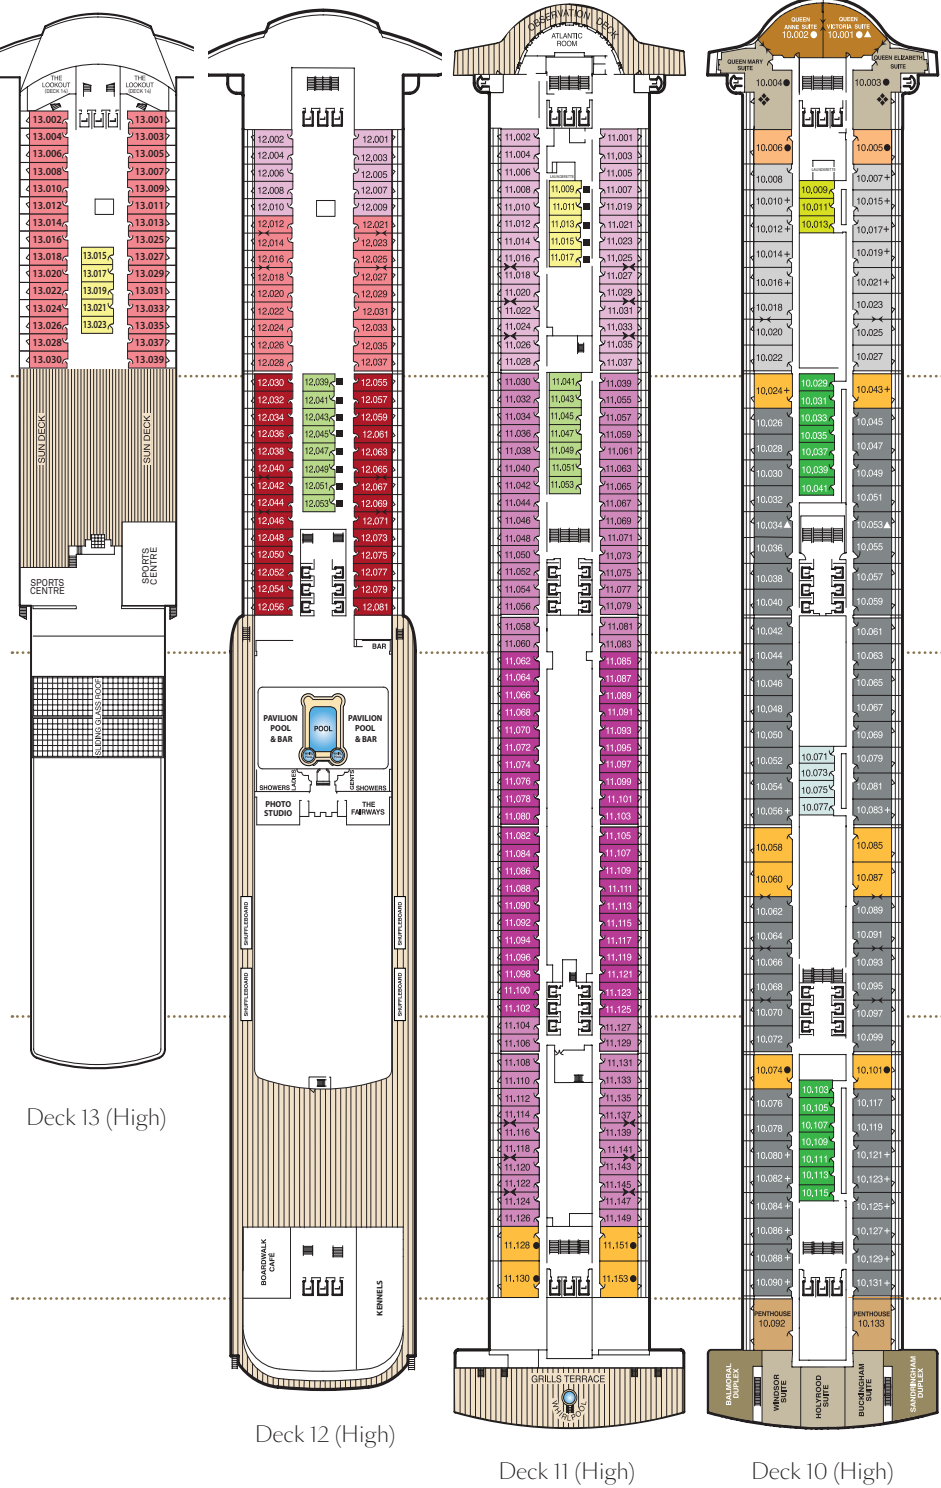 THE
LOOKOUT
(DECK 14)
THE
LOOKOUT
(DECK 14)
13.002 13.001
13.004 13.003
13.006 13.005
13.008 13.007
13.010 13.009
13.012 13.011
13.014 13.013
13.016 13.025
13.018 13.015 13.027
13.020 13.017 13.029
13.022 13.019 13.031
13.024 13.021 13.033
13.026 13.023 13.035
13.028 13.037
13.030 13.039
SUN DECK
SUN DECK
SPORTS
CENTRE
SPORTS
CENTRE
SLIDING GLASS ROOF
Deck 13 (High)
12.002 12.001
12.004 12.003
12.006 12.005
12.008 12.007
12.010 12.009
12.012 12.021
12.014 12.023
12.016 12.025
12.018 12.027
12.020 12.029
12.022 12.031
12.024 12.033
12.026 12.035
12.028 12.037
12.030 12.039 12.055
12.032 12.041 12.057
12.034 12.043 12.059
12.036 12.045 12.061
12.038 12.047 12.063
12.040 12.049 12.065
12.042 12.051 12.067
12.044 12.053 12.069
12.046 12.071
12.048 12.073
12.050 12.075
12.052 12.077
12.054 12.079
12.056 12.081
BAR
PAVILION
POOL
& BAR
POOL
PAVILION
POOL
& BAR
LADIES
GENTS
SHOWERS
SHOWERS
PHOTO
STUDIO
THE
FAIRWAYS
SHUFFLEBOARD
SHUFFLEBOARD
SHUFFLEBOARD
SHUFFLEBOARD
BOARDWALK
CAFÉ
KENNELS
Deck 12 (High)
OBSERVATION DECK
ATLANTIC
ROOM
LAUNDERETTE
11.002 11.001
11.004 11.003
11.006 11.005
11.008 11.009 11.007
11.010 11.011 11.019
11.012 11.013 11.021
11.014 11.015 11.023
11.016 11.017 11.025
11.018 11.027
11.020 11.029
11.022 11.031
11.024 11.033
11.026 11.035
11.028 11.037
11.030 11.041 11.039
11.032 11.043 11.055
11.034 11.045 11.057
11.036 11.047 11.059
11.038 11.049 11.061
11.040 11.051 11.063
11.042 11.053 11.065
11.044 11.067
11.046 11.069
11.048 11.071
11.050 11.073
11.052 11.075
11.054 11.077
11.056 11.079
11.058 11.081
11.060 11.083
11.062 11.085
11.064 11.087
11.066 11.089
11.068 11.091
11.070 11.093
11.072 11.095
11.074 11.097
11.076 11.099
11.078 11.101
11.080 11.103
11.082 11.105
11.084 11.107
11.086 11.109
11.088 11.111
11.090 11.113
11.092 11.115
11.094 11.117
11.096 11.119
11.098 11.121
11.100 11.123
11.102 11.125
11.104 11.127
11.106 11.129
11.108 11.131
11.110 11.133
11.112 11.135
11.114 11.137
11.116 11.139
11.118 11.141
11.120 11.143
11.122 11.145
11.124 11.147
11.126 11.149
11.128 11.151
11.130 11.153
GRILLS TERRACE
WHIRLPOOL
Deck 11 (High)
QUEEN
ANNE SUITE
10.002
QUEEN
VICTORIA SUITE
10.001
QUEEN MARY
SUITE
QUEEN ELIZABETH
SUITE
10.004 10.003
10.006 10.005
LAUNDERETTE
10.008 10.007+
10.010+ 10.009 10.015+
10.012+ 10.011 10.017+
10.013
10.014+ 10.019+
10.016+ 10.021+
10.018 10.023
10.020 10.025
10.022 10.027
10.024+ 10.029 10.043+
10.031
10.026 10.033 10.045
10.028 10.035 10.047
10.037
10.030 10.039 10.049
10.032 10.041 10.051
10.034 10.053
10.036 10.055
10.038 10.057
10.040 10.059
10.042 10.061
10.044 10.063
10.046 10.065
10.048 10.067
10.050 10.069
10.052 10.071 10.079
10.073
10.054 10.075 10.081
10.056+ 10.077 10.083+
10.058 10.085
10.060 10.087
10.062 10.089
10.064 10.091
10.066 10.093
10.068 10.095
10.070 10.097
10.072 10.099
10.074 10.101
10.076 10.103 10.117
10.105
10.078 10.107 10.119
10.109
10.080+ 10.111 10.121+
10.082+ 10.113 10.123+
10.115
10.084+ 10.125+
10.086+ 10.127+
10.088+ 10.129+
10.090+ 10.131+
PENTHOUSE
10.092
PENTHOUSE
10.133
BALMORAL
DUPLEX
WINDSOR
SUITE
HOLYROOD
SUITE
BUCKINGHAM
SUITE
SANDRINGHAM
DUPLEX
Deck 10 (High)